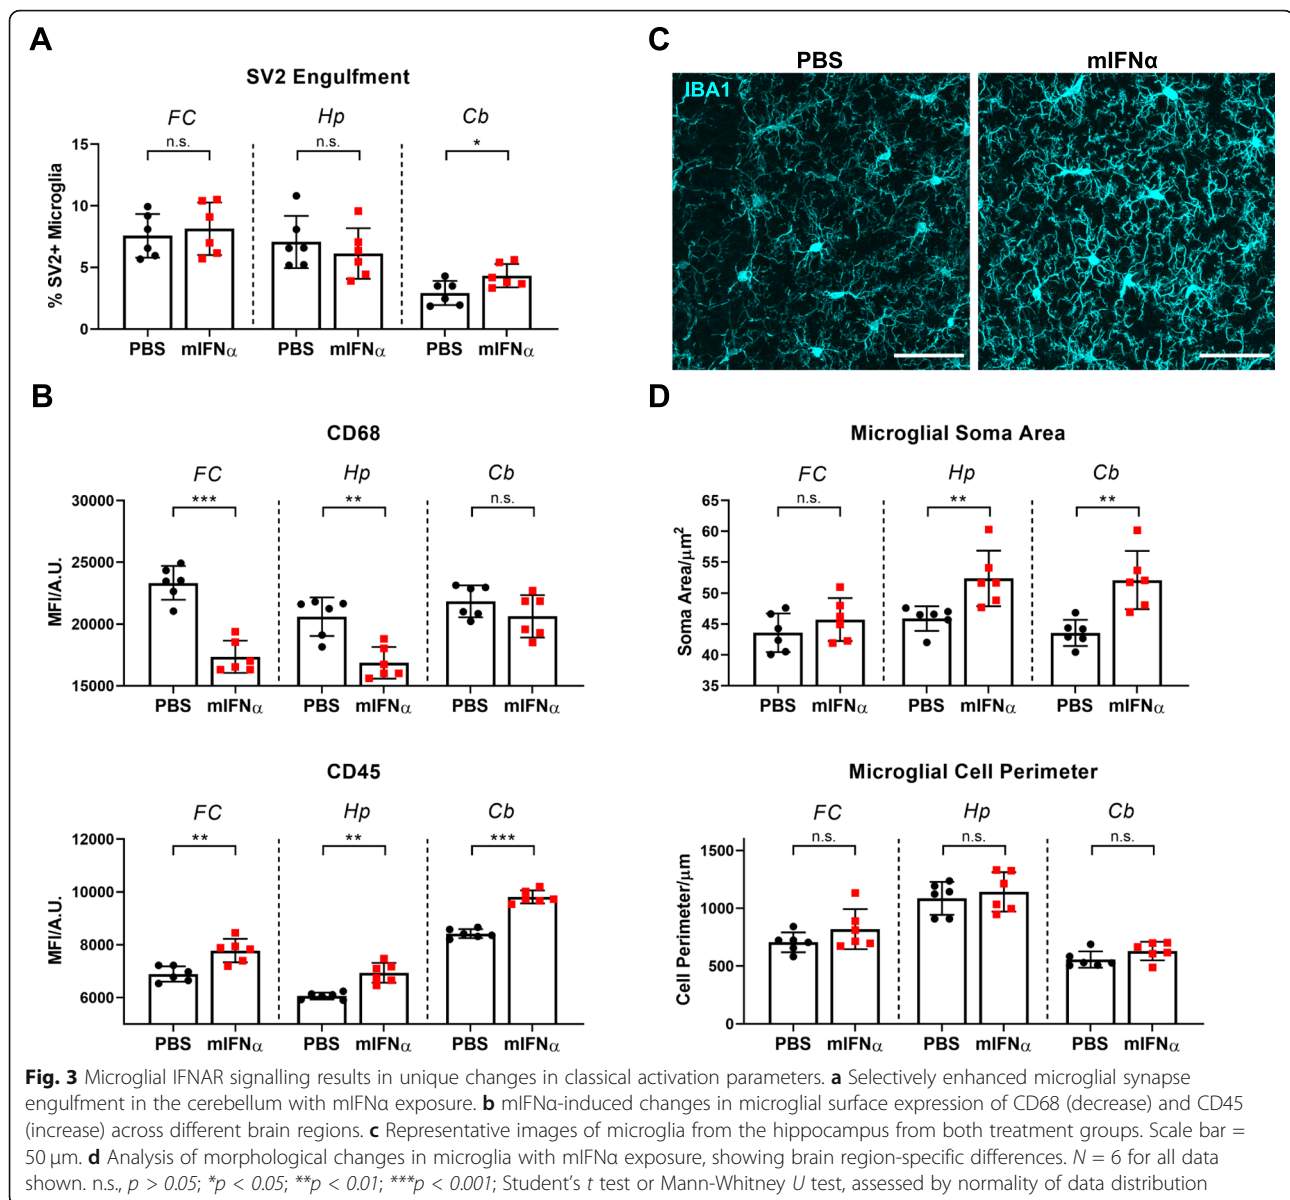 A
SV2 Engulfment
FC
Hp
Cb
n.s.
n.s.
*
% SV2+ Microglia
15
10
5
0
PBS
mIFNα
PBS
mIFNα
PBS
mIFNα
C
PBS
mIFNα
IBA1
B
CD68
FC
Hp
Cb
***
**
n.s.
MFI/A.U.
30000
25000
20000
15000
PBS
mIFNα
PBS
mIFNα
PBS
mIFNα
CD45
FC
Hp
Cb
**
**
***
MFI/A.U.
12000
10000
8000
6000
PBS
mIFNα
PBS
mIFNα
PBS
mIFNα
D
Microglial Soma Area
FC
Hp
Cb
n.s.
**
**
Soma Area/μm²
65
60
55
50
45
40
35
PBS
mIFNα
PBS
mIFNα
PBS
mIFNα
Microglial Cell Perimeter
FC
Hp
Cb
n.s.
n.s.
n.s.
Cell Perimeter/μm
1500
1000
500
0
PBS
mIFNα
PBS
mIFNα
PBS
mIFNα
Fig. 3 Microglial IFNAR signalling results in unique changes in classical activation parameters. a Selectively enhanced microglial synapse
engulfment in the cerebellum with mIFNα exposure. b mIFNα-induced changes in microglial surface expression of CD68 (decrease) and CD45
(increase) across different brain regions. c Representative images of microglia from the hippocampus from both treatment groups. Scale bar =
50 μm. d Analysis of morphological changes in microglia with mIFNα exposure, showing brain region-specific differences. N = 6 for all data
shown. n.s., p > 0.05; *p < 0.05; **p < 0.01; ***p < 0.001; Student's t test or Mann-Whitney U test, assessed by normality of data distribution